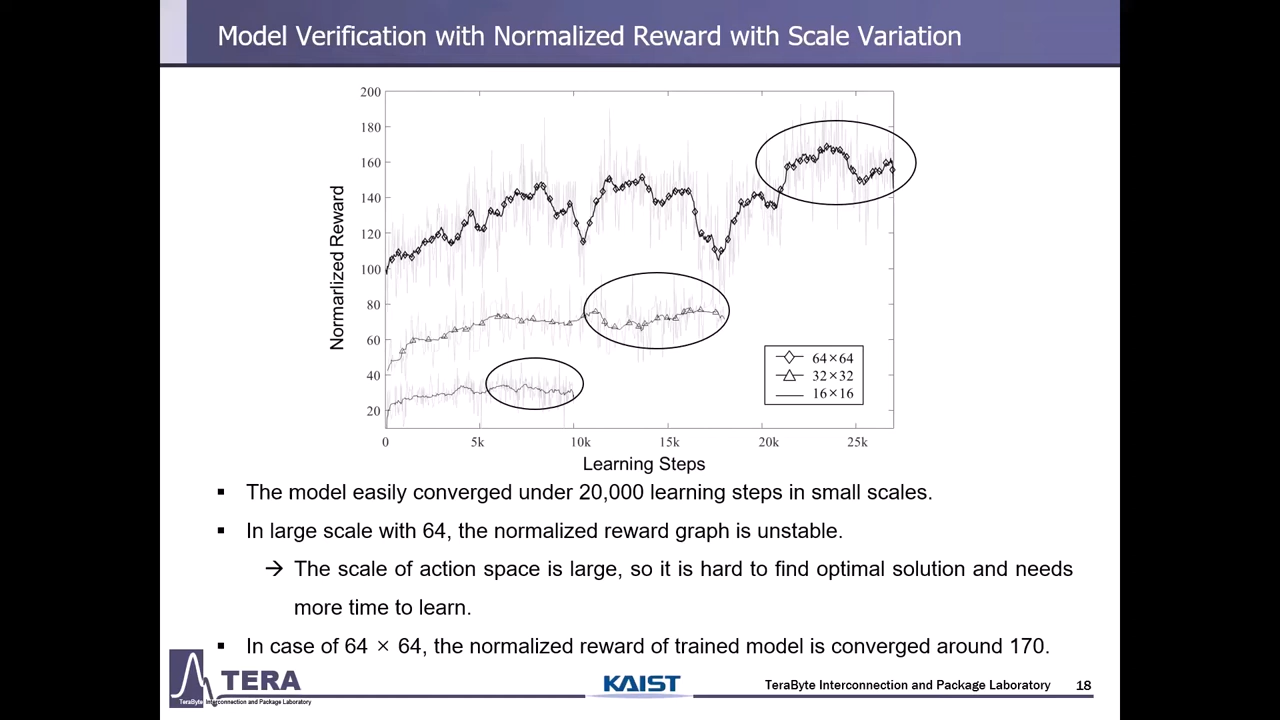 Model Verification with Normalized Reward with Scale Variation
200
180
160
140
120
100
80
60
40
20
Normarlized Reward
64×64
32×32
16×16
0 5k 10k 15k 20k 25k
Learning Steps
▪ The model easily converged under 20,000 learning steps in small scales.
▪ In large scale with 64, the normalized reward graph is unstable.
→ The scale of action space is large, so it is hard to find optimal solution and needs
more time to learn.
▪ In case of 64 × 64, the normalized reward of trained model is converged around 170.
TERA
TeraByte Interconnection and Package Laboratory
KAIST
TeraByte Interconnection and Package Laboratory 18